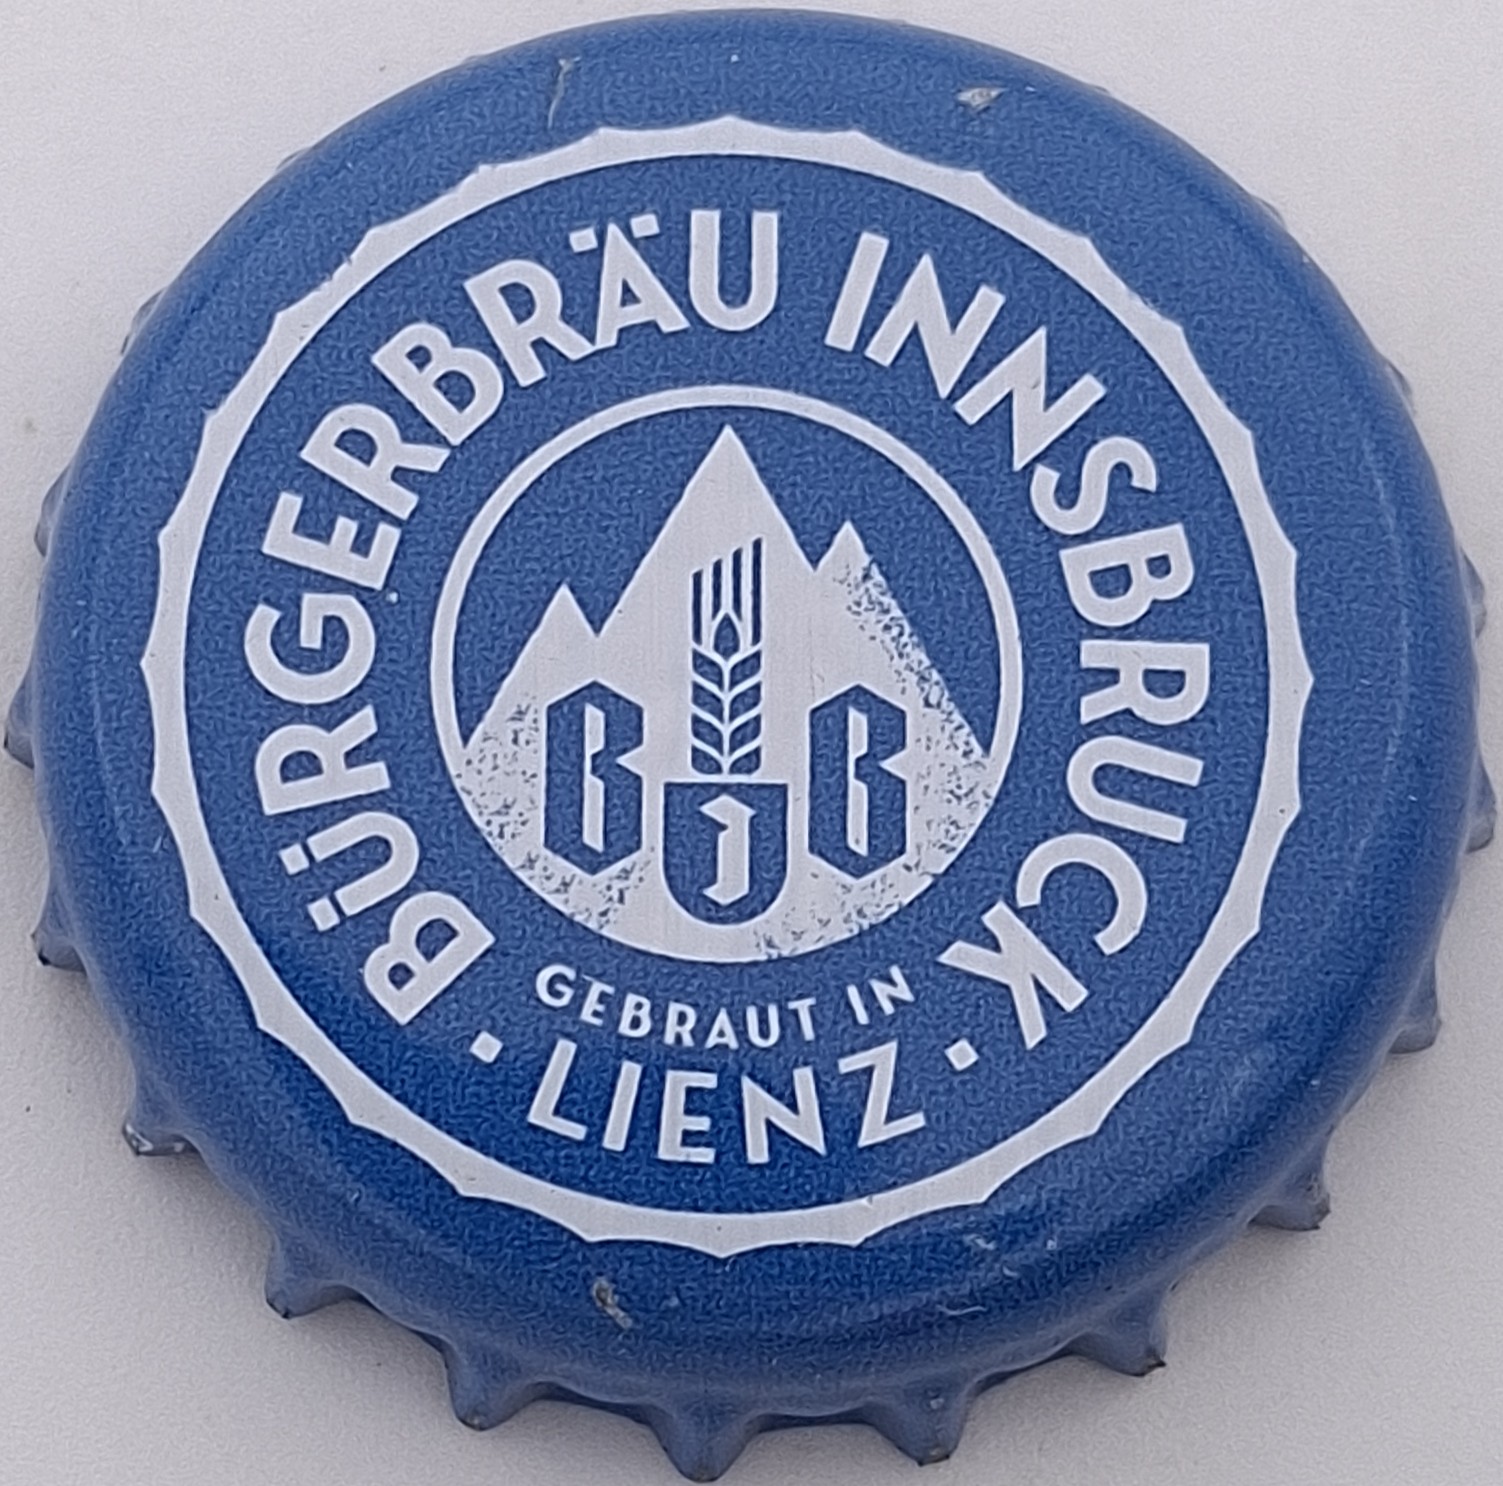 BÜRGERBRÄU INNSBRUCK
B I B
GEBRAUT IN
· LIENZ ·